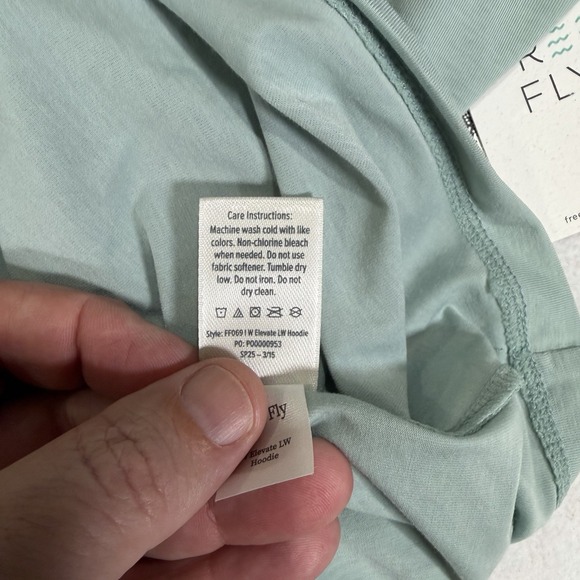 Care Instructions:
Machine wash cold with like
colors. Non-chlorine bleach
when needed. Do not use
fabric softener. Tumble dry
low. Do not iron. Do not
dry clean.
Style: FF069 | W Elevate LW Hoodie
PO: PO0000953
SP25 – 3/15
Fly
Elevate LW
Hoodie
R
FLY
free